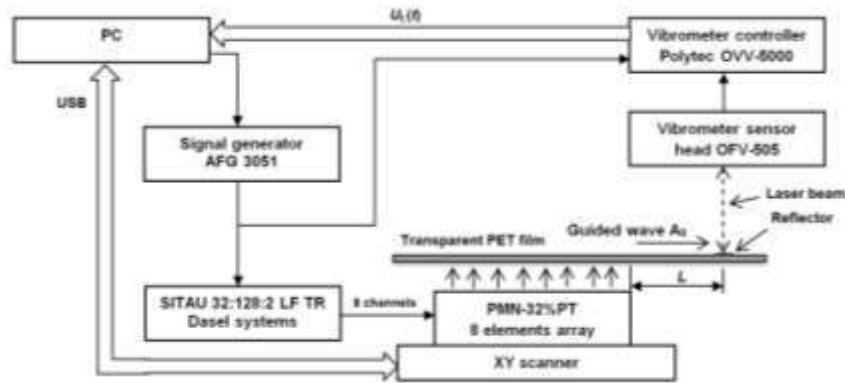 U₁(t)
PC
Vibrometer controller
Polytec OVV-5000
USB
Signal generator
AFG 3051
Vibrometer sensor
head OFV-505
Laser beam
Reflector
Guided wave A₀
Transparent PET film
L
SITAU 32:128:2 LF TR
Dasel systems
8 channels
PMN-32%PT
8 elements array
XY scanner